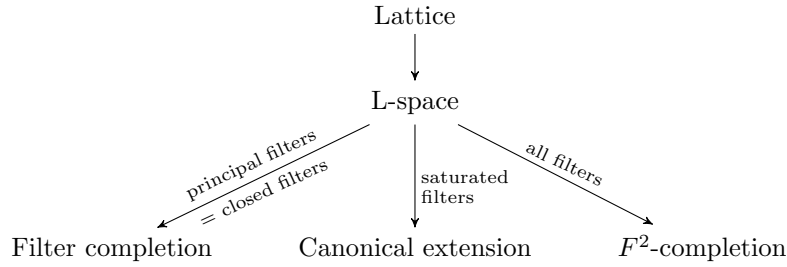 Lattice
L-space
principal filters
= closed filters
saturated
filters
all filters
Filter completion
Canonical extension
F²-completion